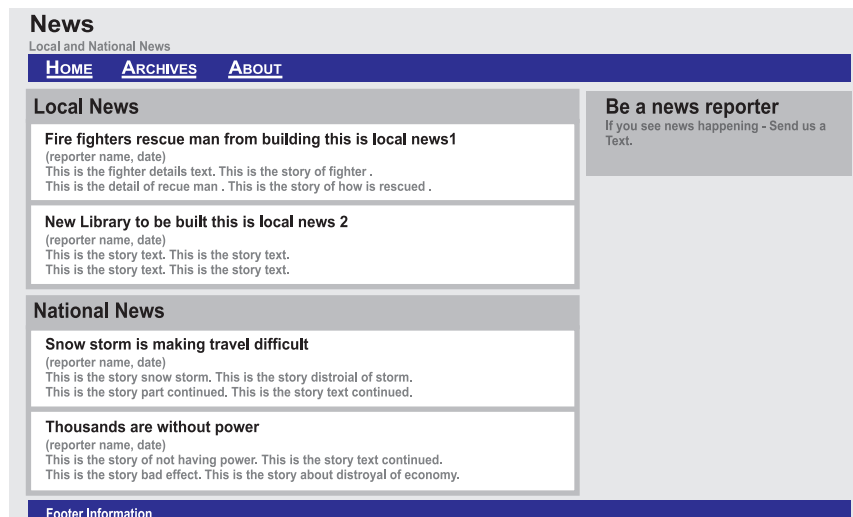 News
Local and National News
HOME ARCHIVES ABOUT
Local News
Fire fighters rescue man from building this is local news1
(reporter name, date)
This is the fighter details text. This is the story of fighter .
This is the detail of recue man . This is the story of how is rescued .
New Library to be built this is local news 2
(reporter name, date)
This is the story text. This is the story text.
This is the story text. This is the story text.
National News
Snow storm is making travel difficult
(reporter name, date)
This is the story snow storm. This is the story distroial of storm.
This is the story part continued. This is the story text continued.
Thousands are without power
(reporter name, date)
This is the story of not having power. This is the story text continued.
This is the story bad effect. This is the story about distroyal of economy.
Be a news reporter
If you see news happening - Send us a
Text.
Footer Information